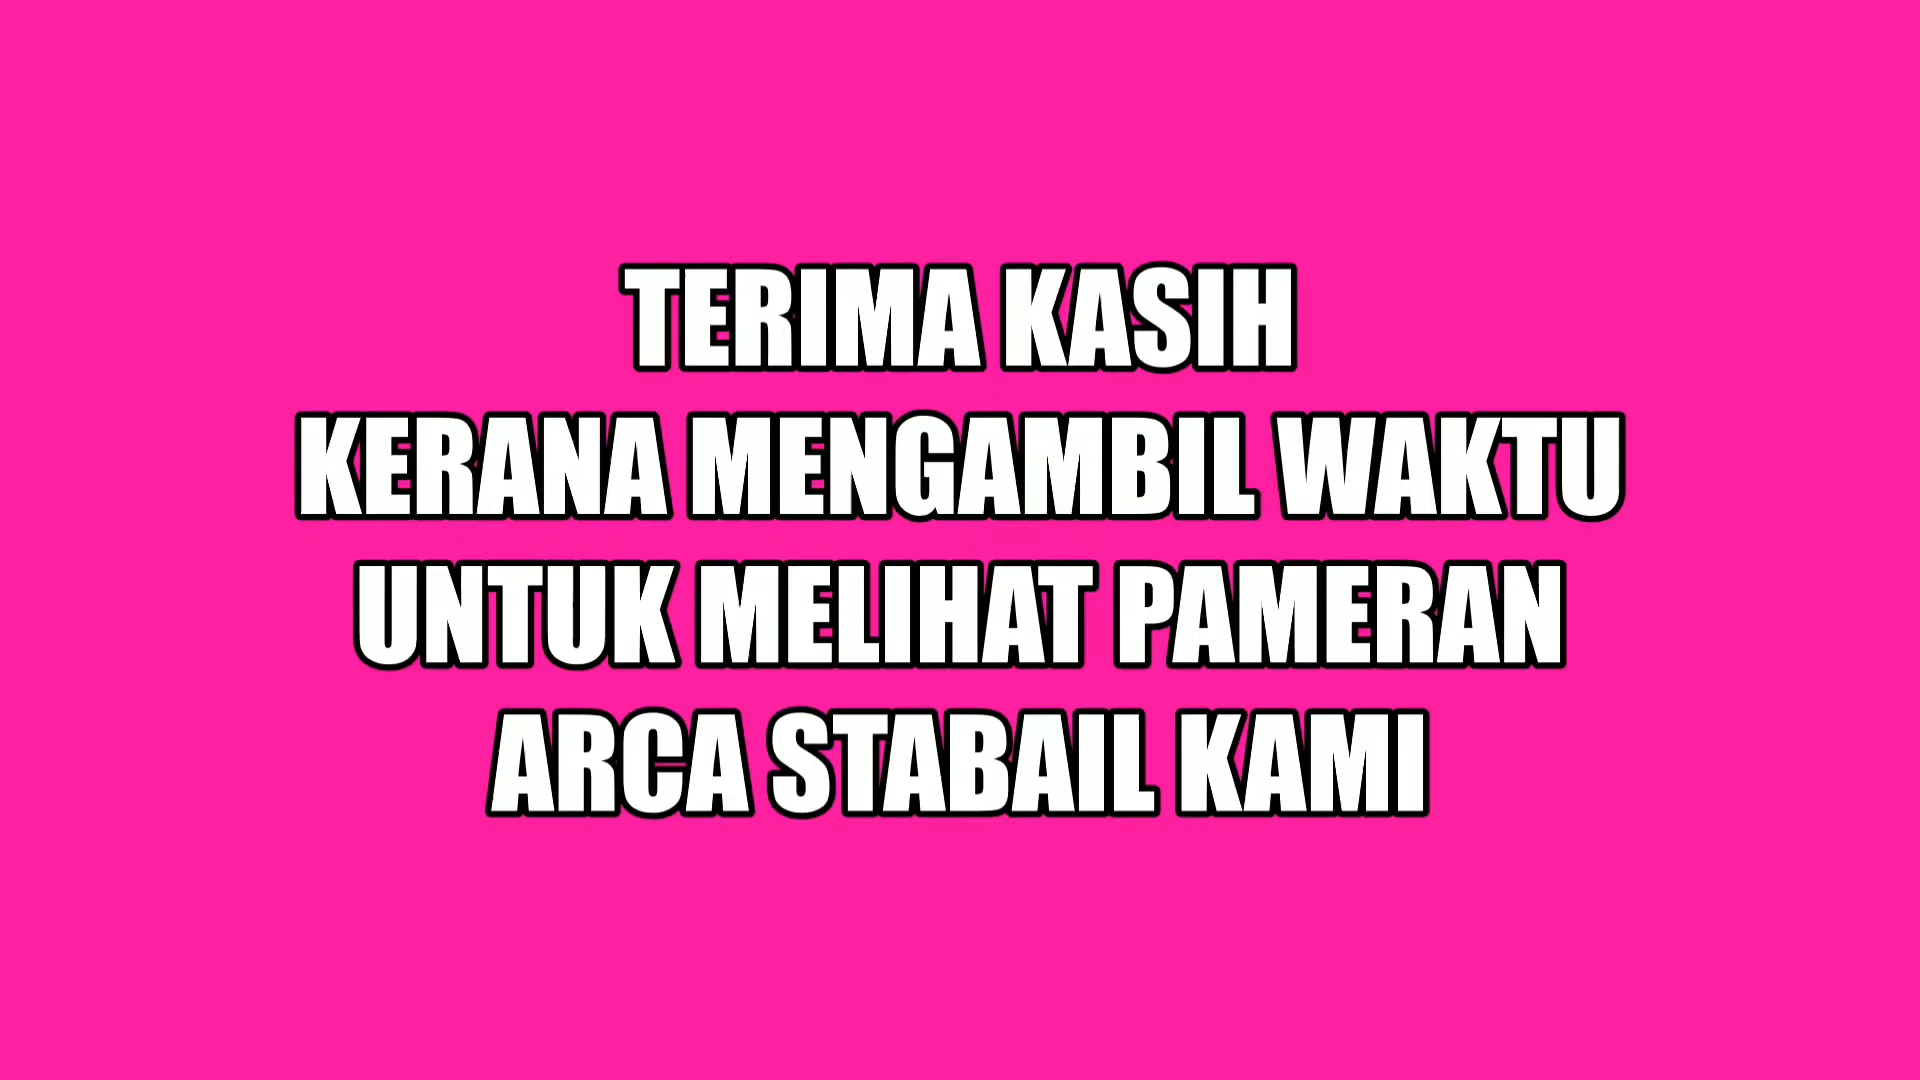 TERIMA KASIH
KERANA MENGAMBIL WAKTU
UNTUK MELIHAT PAMERAN
ARCA STABAIL KAMI